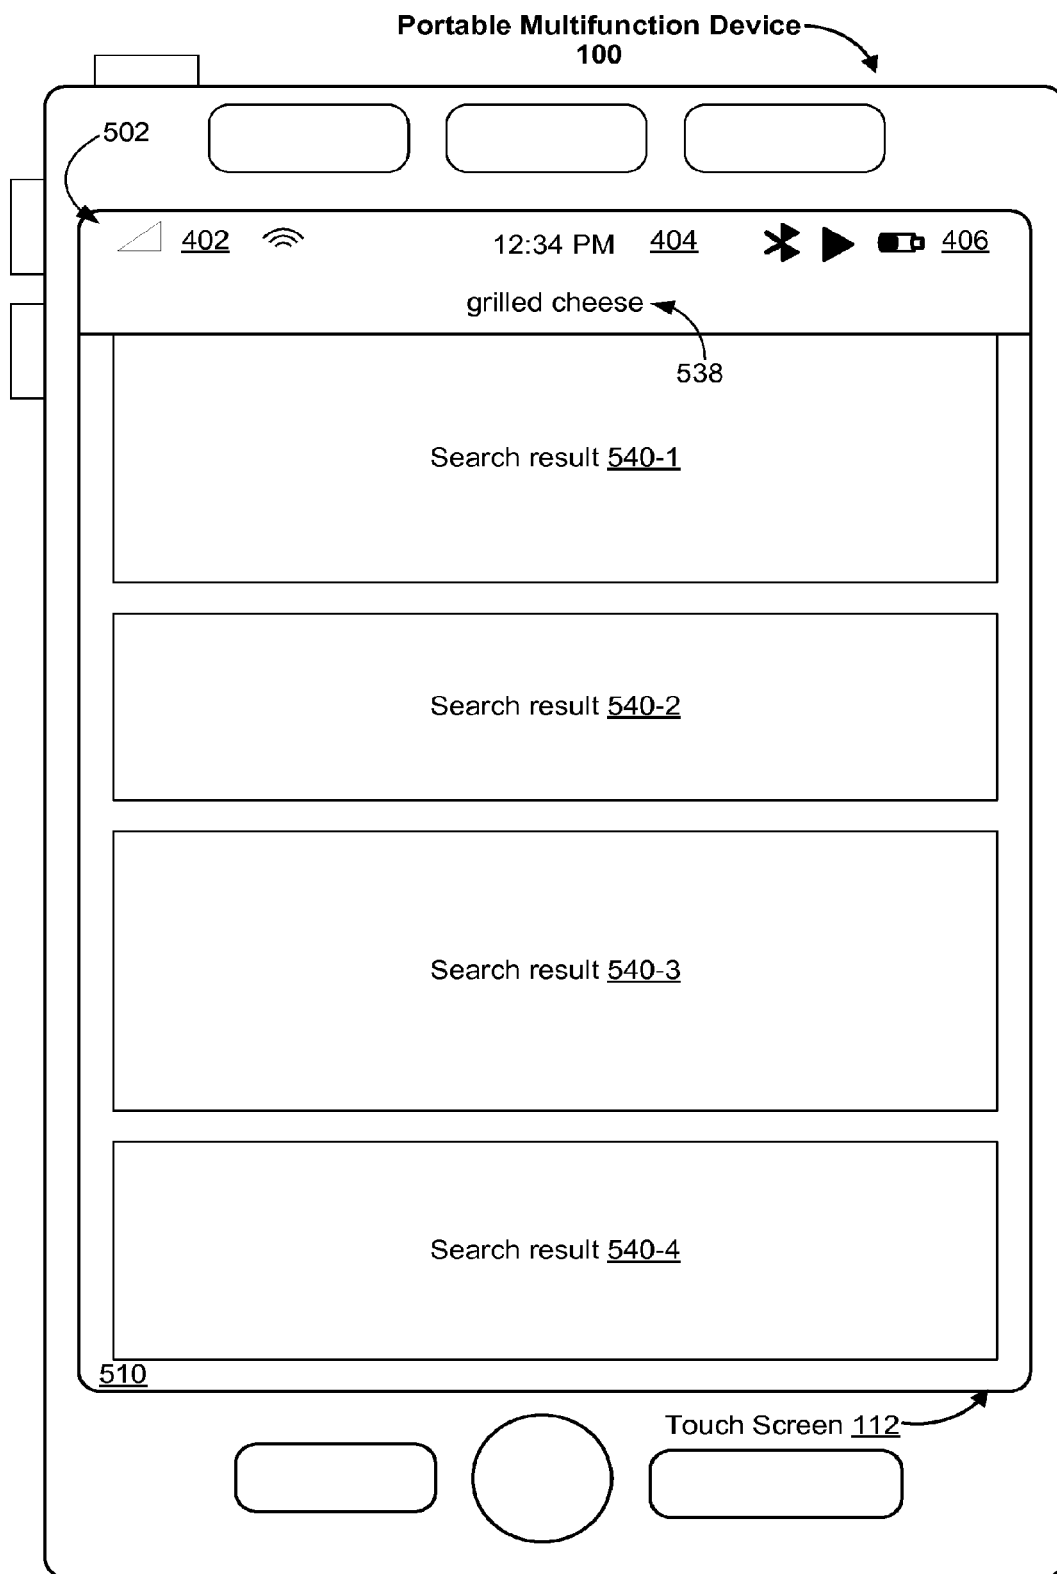 Portable Multifunction Device
100
502
402 12:34 PM 404 406
grilled cheese
538
Search result 540-1
Search result 540-2
Search result 540-3
Search result 540-4
510
Touch Screen 112